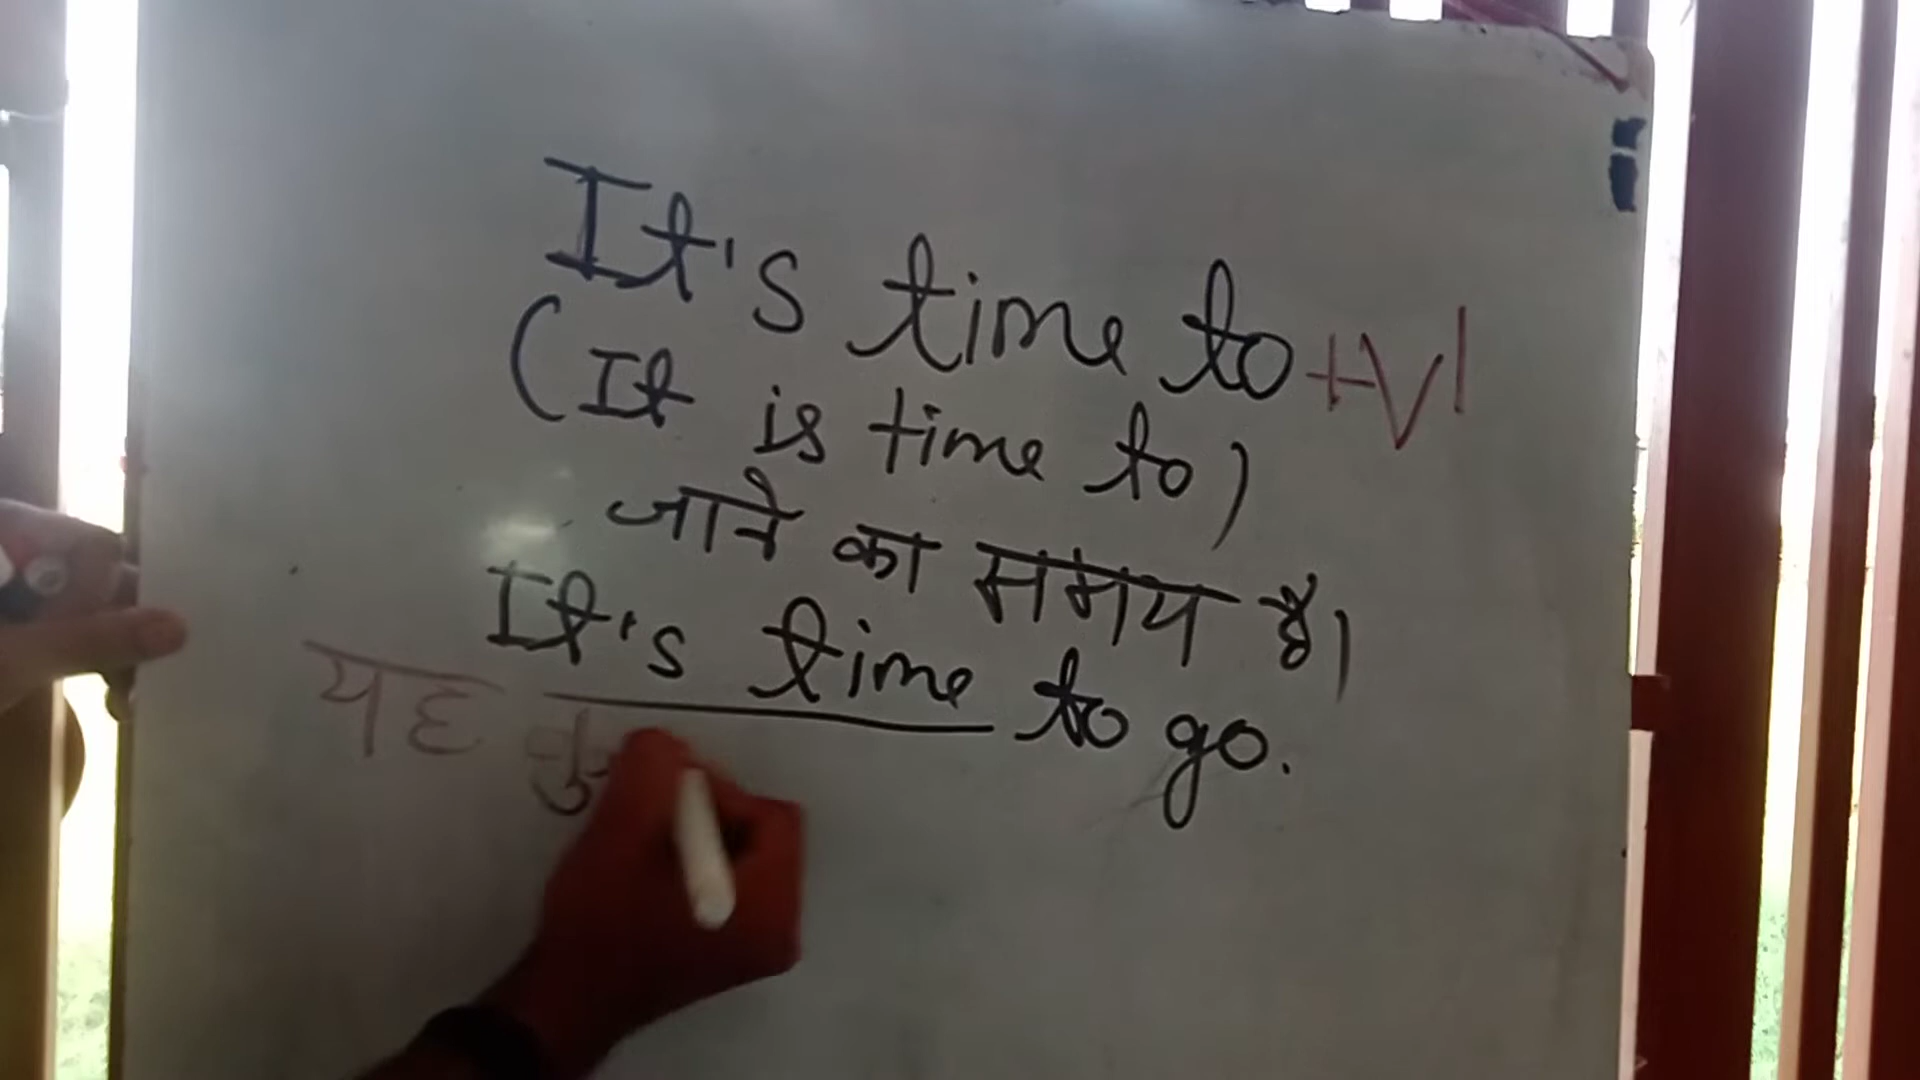 It's time to +V1
(It is time to)
जाने का समय है।
It's time to go.
यह